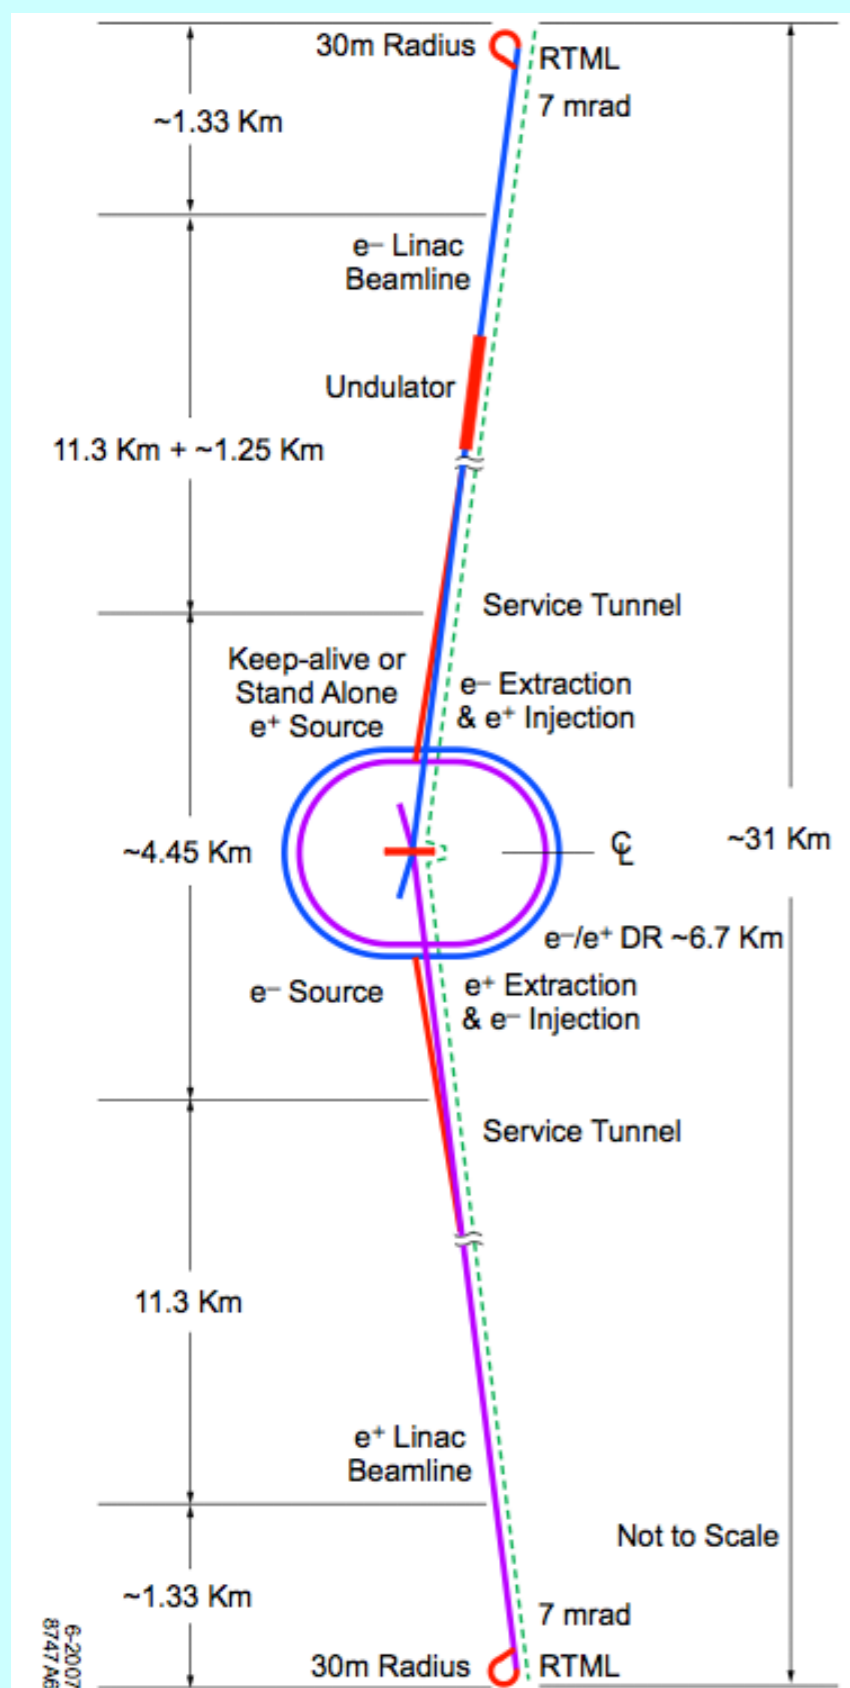 30m Radius
RTML
7 mrad
~1.33 Km
e– Linac
Beamline
Undulator
11.3 Km + ~1.25 Km
Service Tunnel
Keep-alive or
Stand Alone
e+ Source
e– Extraction
& e+ Injection
~4.45 Km
CL
~31 Km
e–/e+ DR ~6.7 Km
e– Source
e+ Extraction
& e– Injection
Service Tunnel
11.3 Km
e+ Linac
Beamline
Not to Scale
~1.33 Km
7 mrad
30m Radius
RTML
6-2007
8747A6